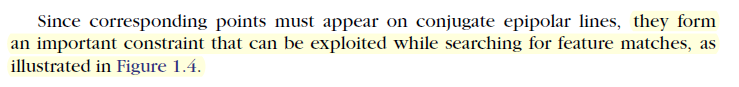 Since corresponding points must appear on conjugate epipolar lines, they form
an important constraint that can be exploited while searching for feature matches, as
illustrated in Figure 1.4.